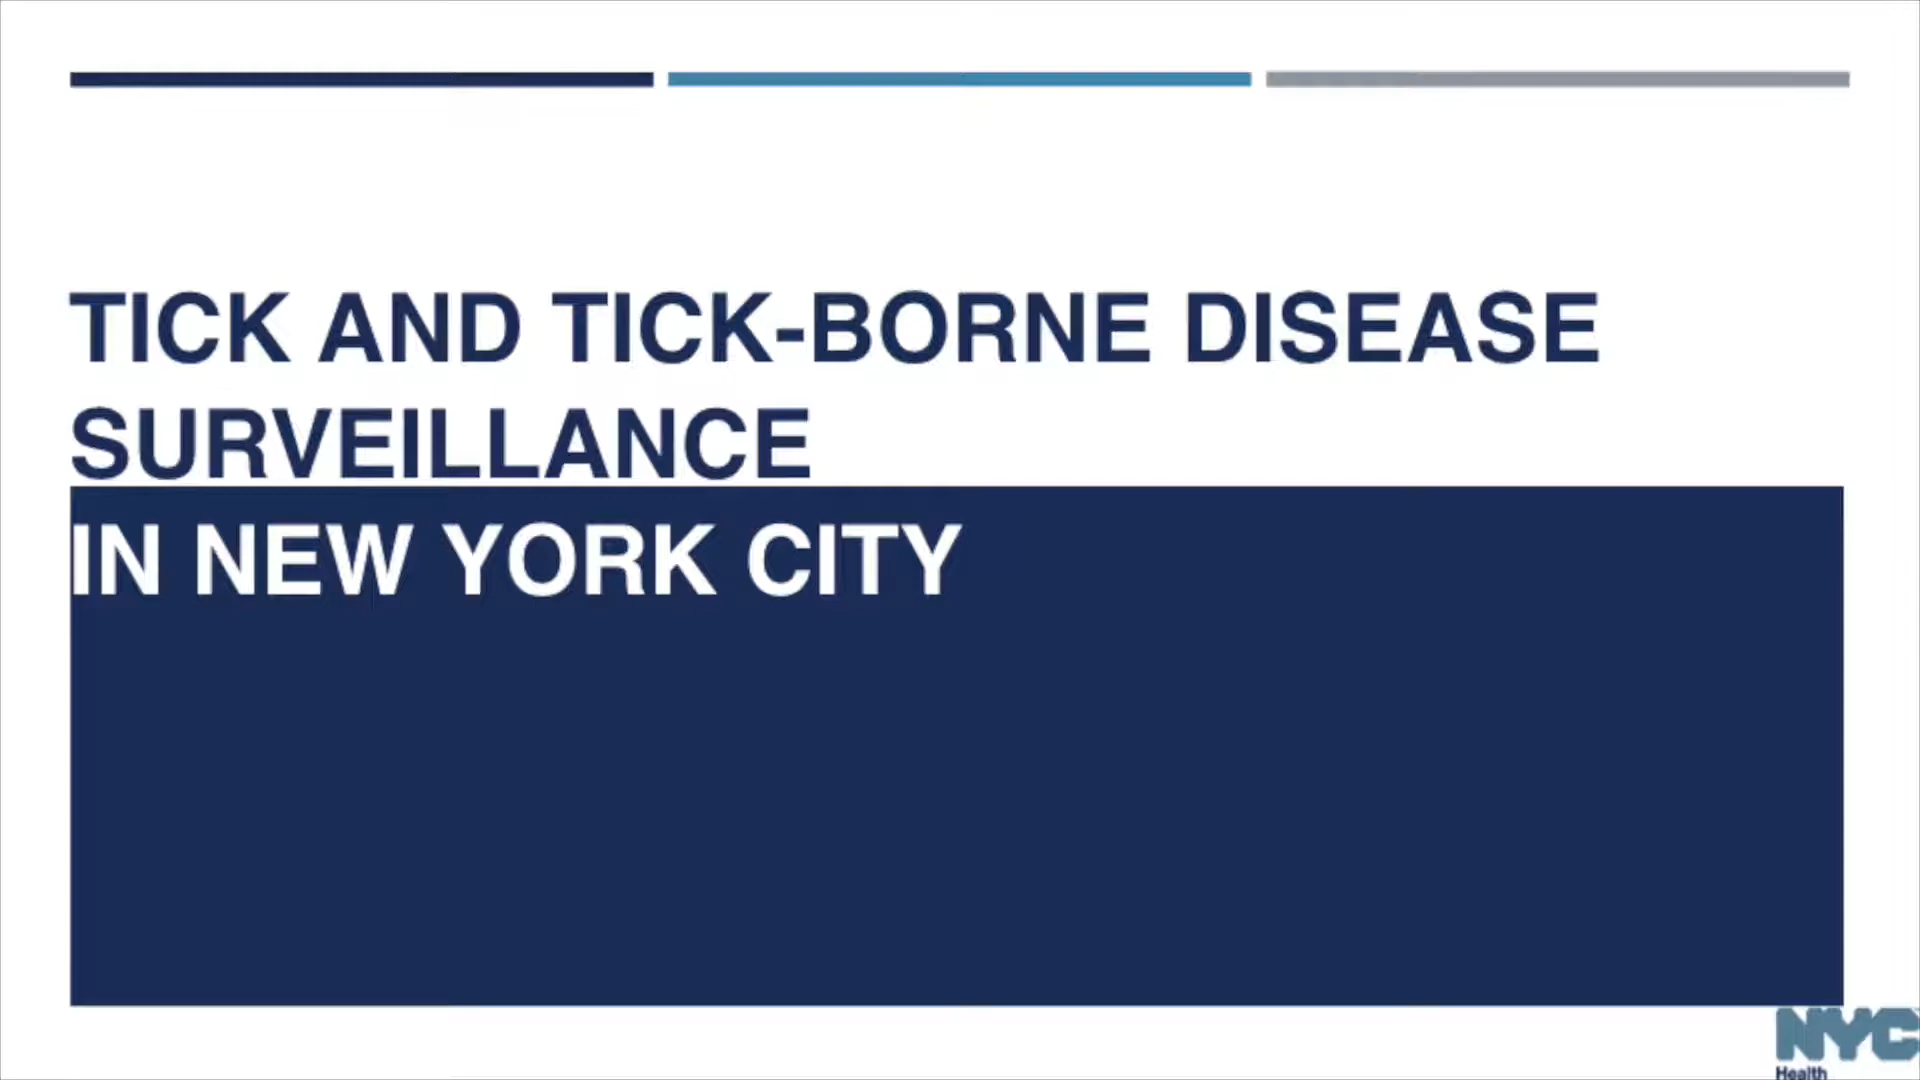 TICK AND TICK-BORNE DISEASE
SURVEILLANCE
IN NEW YORK CITY
NYC
Health